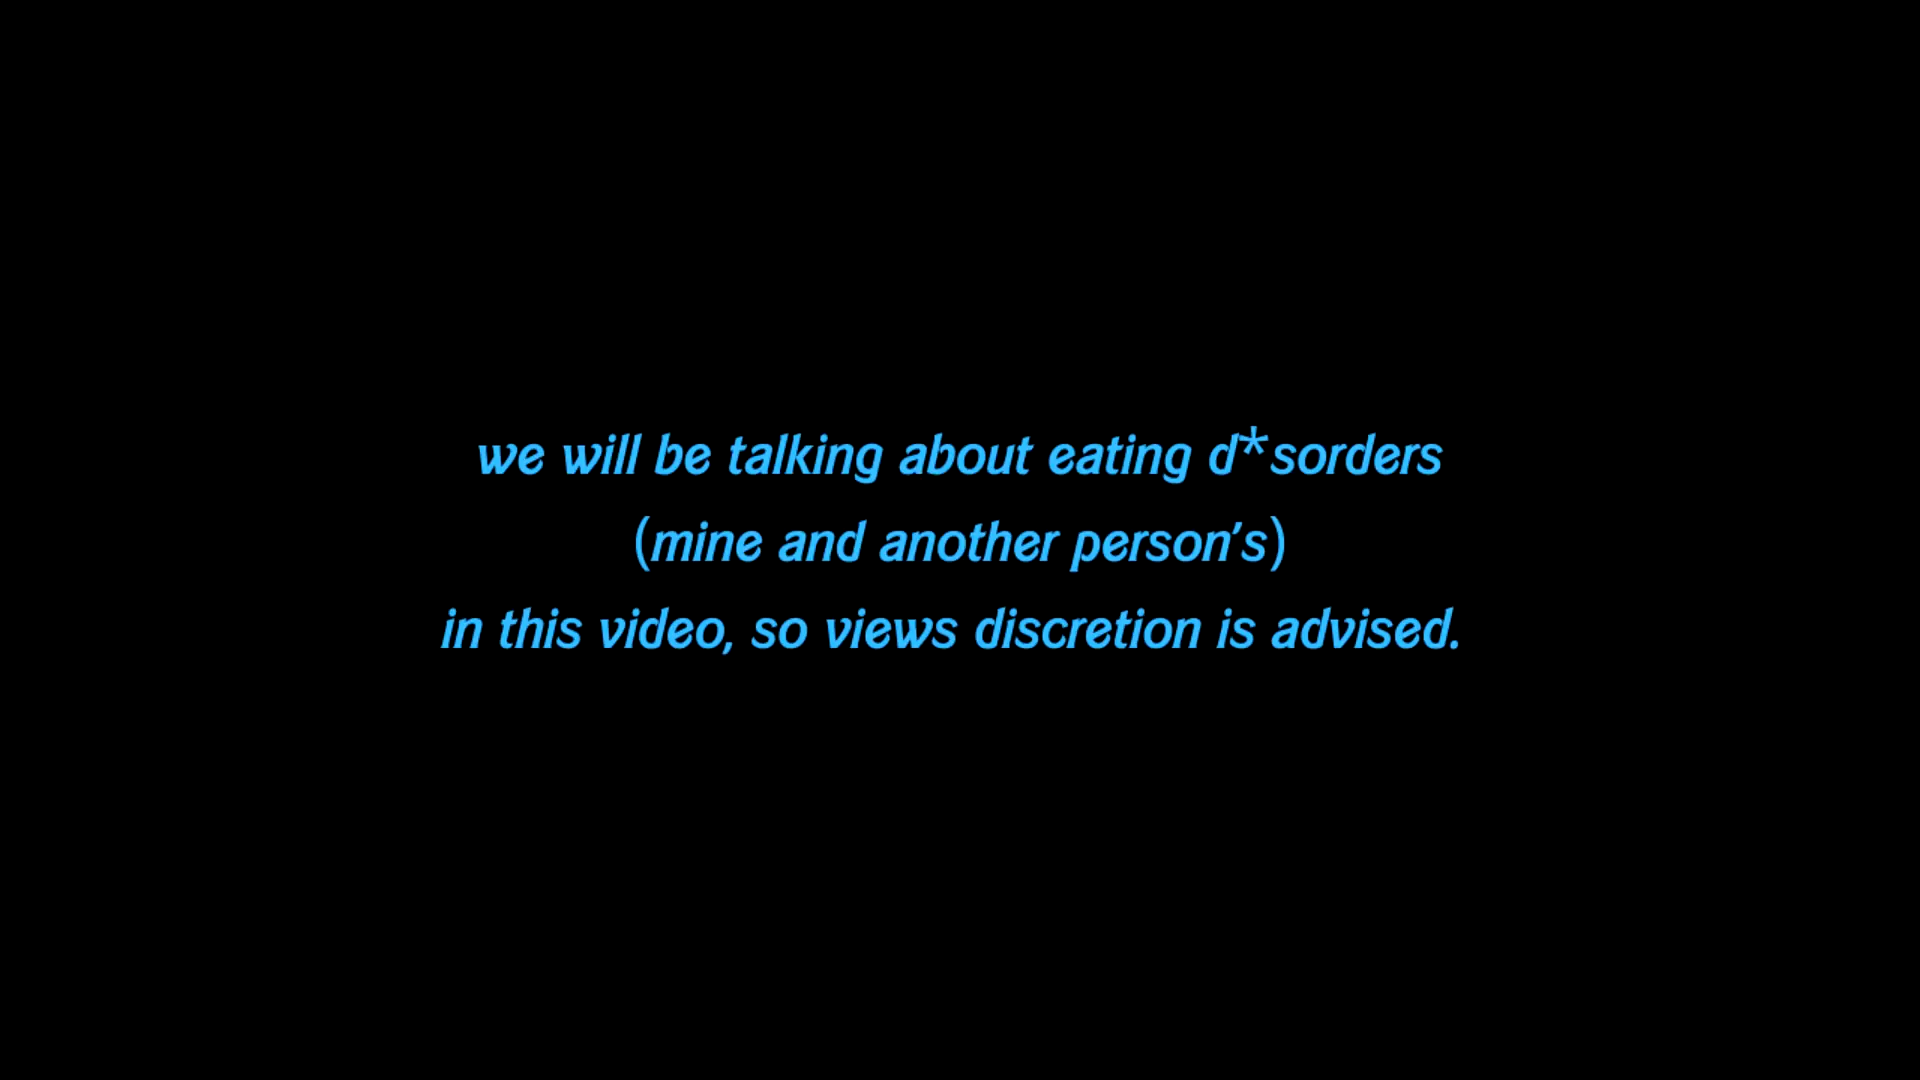 we will be talking about eating d*sorders
(mine and another person's)
in this video, so views discretion is advised.